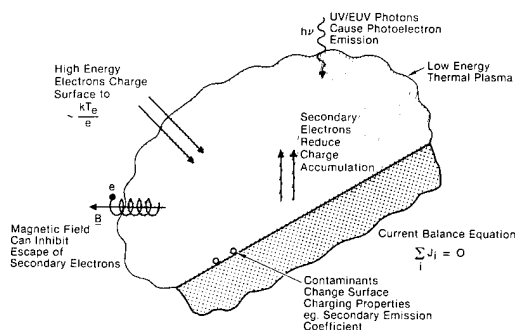 hν
UV/EUV Photons
Cause Photoelectron
Emission
Low Energy
Thermal Plasma
High Energy
Electrons Charge
Surface to
~ kTe
e
Secondary
Electrons
Reduce
Charge
Accumulation
e
B
Magnetic Field
Can Inhibit
Escape of
Secondary Electrons
Current Balance Equation
∑ Ji = O
i
Contaminants
Change Surface
Charging Properties
eg. Secondary Emission
Coefficient